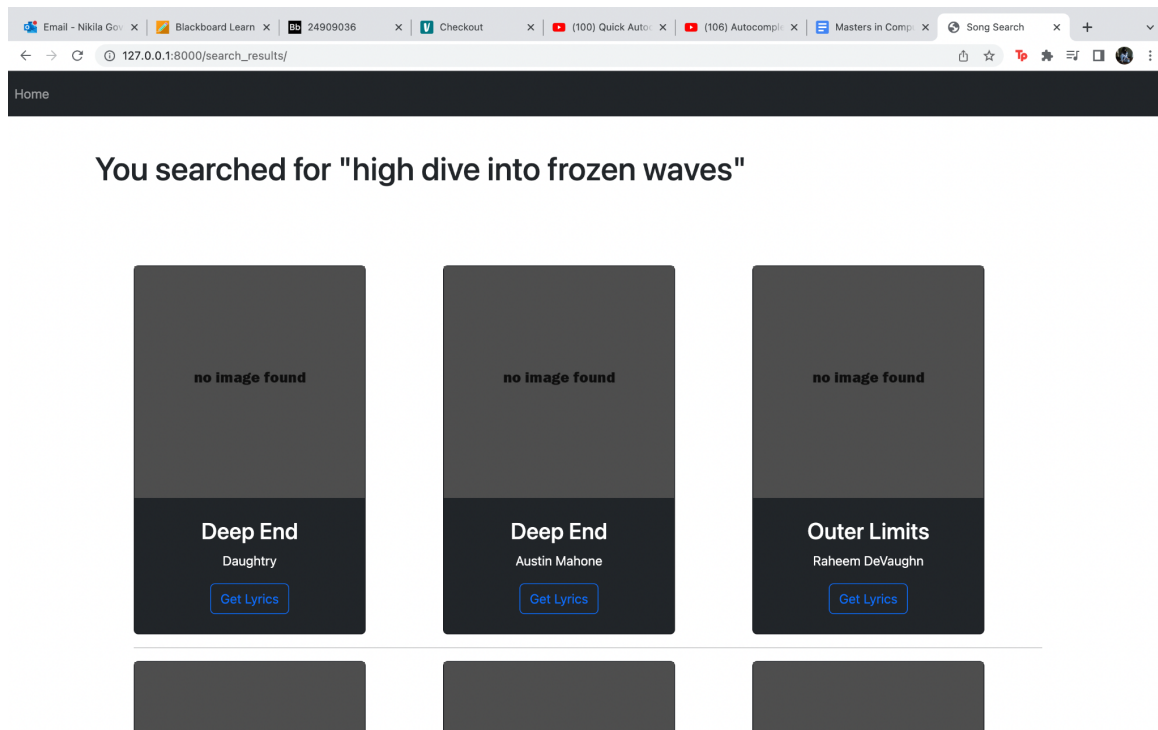 Email - Nikila Gov
Blackboard Learn
Bb 24909036
Checkout
(100) Quick Autoc
(106) Autocomple
Masters in Comp
Song Search
127.0.0.1:8000/search_results/
Tp
Home
You searched for "high dive into frozen waves"
no image found no image found no image found
Deep End Deep End Outer Limits
Daughtry Austin Mahone Raheem DeVaughn
Get Lyrics Get Lyrics Get Lyrics